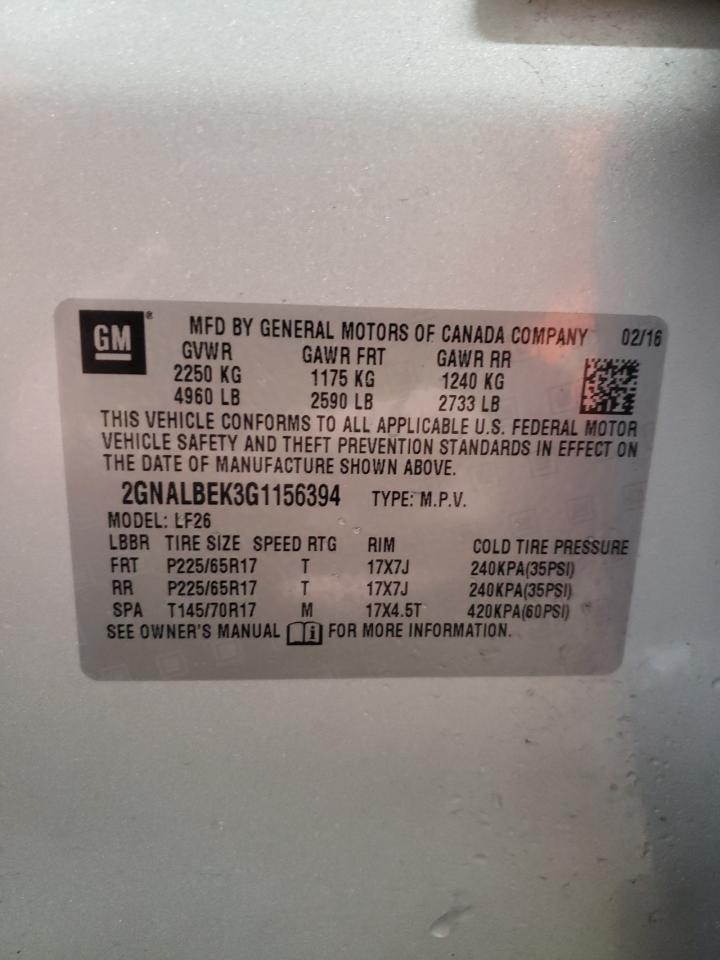 GM ® MFD BY GENERAL MOTORS OF CANADA COMPANY 02/16
GVWR GAWR FRT GAWR RR
2250 KG 1175 KG 1240 KG
4960 LB 2590 LB 2733 LB
THIS VEHICLE CONFORMS TO ALL APPLICABLE U.S. FEDERAL MOTOR
VEHICLE SAFETY AND THEFT PREVENTION STANDARDS IN EFFECT ON
THE DATE OF MANUFACTURE SHOWN ABOVE.
2GNALBEK3G1156394 TYPE: M.P.V.
MODEL: LF26
LBBR TIRE SIZE SPEED RTG RIM COLD TIRE PRESSURE
FRT P225/65R17 T 17X7J 240KPA(35PSI)
RR P225/65R17 T 17X7J 240KPA(35PSI)
SPA T145/70R17 M 17X4.5T 420KPA(60PSI)
SEE OWNER'S MANUAL i FOR MORE INFORMATION.